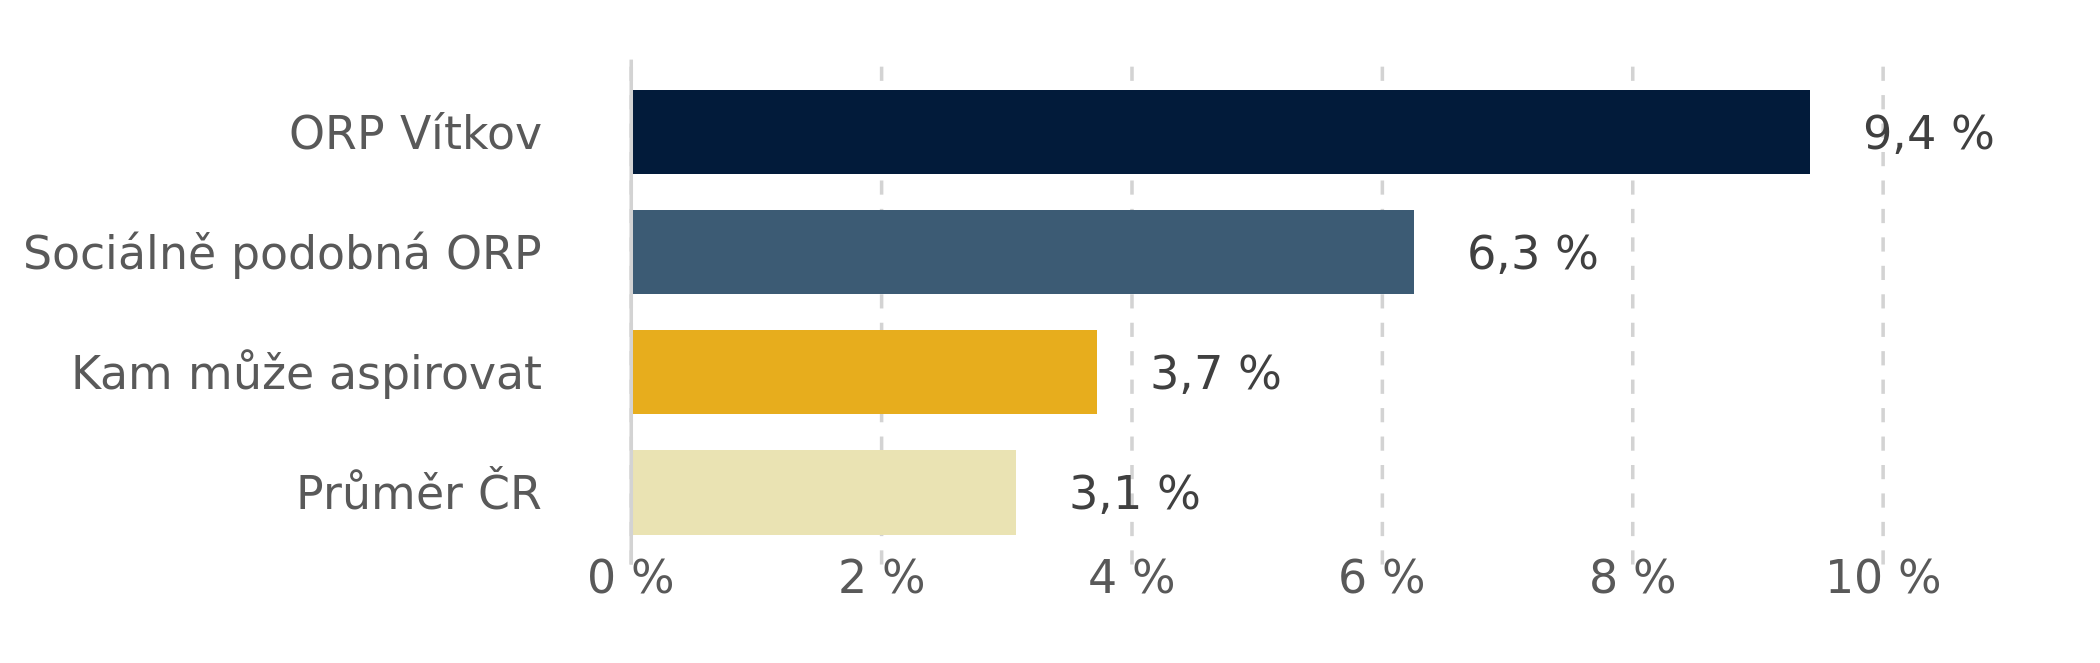 ORP Vítkov 9,4 %
Sociálně podobná ORP 6,3 %
Kam může aspirovat 3,7 %
Průměr ČR 3,1 %
0 % 2 % 4 % 6 % 8 % 10 %